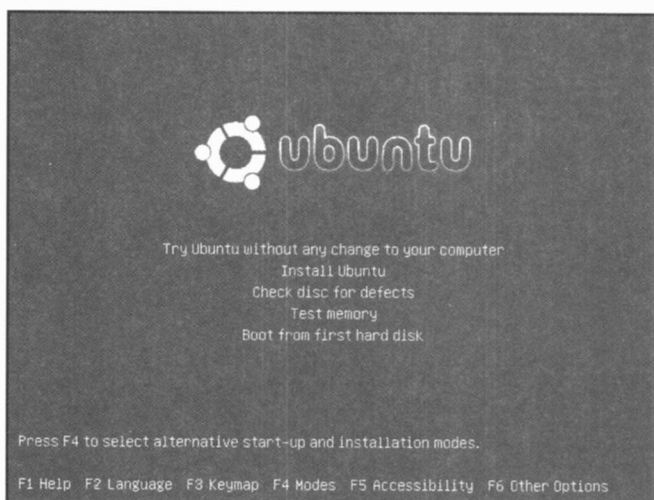 ubuntu
Try Ubuntu without any change to your computer
Install Ubuntu
Check disc for defects
Test memory
Boot from first hard disk
Press F4 to select alternative start-up and installation modes.
F1 Help F2 Language F3 Keymap F4 Modes F5 Accessibility F6 Other Options